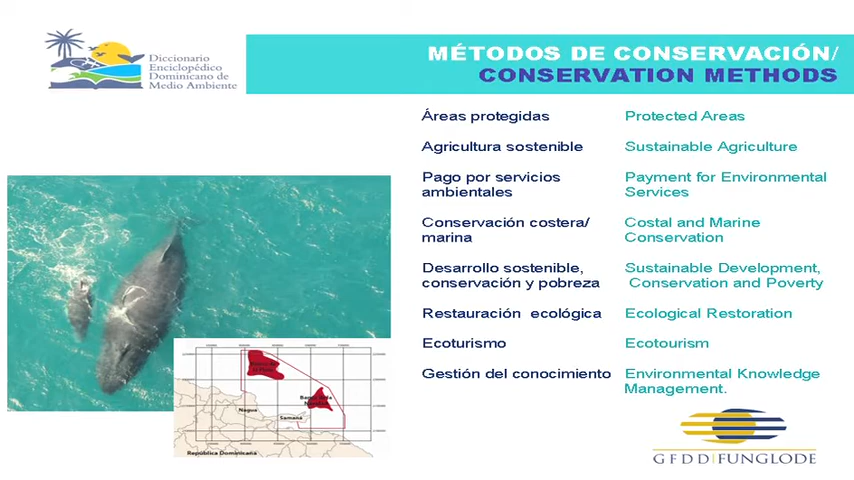 Diccionario
Enciclopédico
Dominicano de
Medio Ambiente
MÉTODOS DE CONSERVACIÓN/
CONSERVATION METHODS
Áreas protegidas
Protected Areas
Agricultura sostenible
Sustainable Agriculture
Pago por servicios
ambientales
Payment for Environmental
Services
Conservación costera/
marina
Costal and Marine
Conservation
Desarrollo sostenible,
conservación y pobreza
Sustainable Development,
Conservation and Poverty
Restauración ecológica
Ecological Restoration
Ecoturismo
Ecotourism
Gestión del conocimiento
Environmental Knowledge
Management.
Nagua
Samaná
República Dominicana
GFDD|FUNGLODE